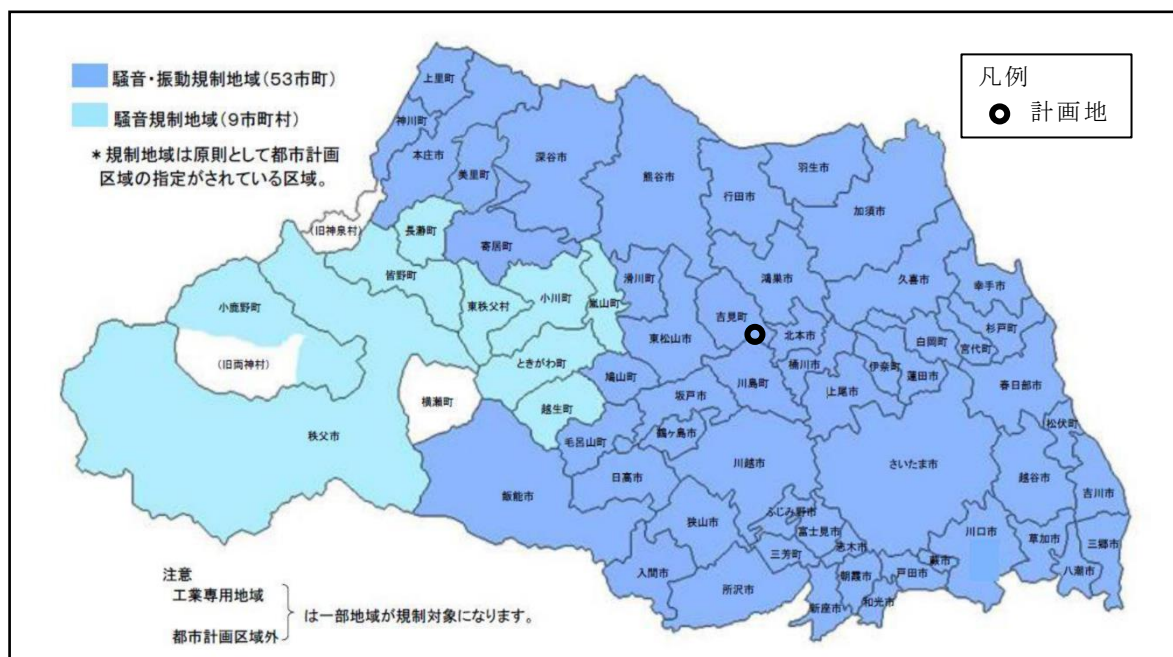 騒音・振動規制地域(53市町)
騒音規制地域(9市町村)
*規制地域は原則として都市計画
区域の指定がされている区域。
凡例
計画地
上里町
神川町
本庄市
美里町
深谷市
熊谷市
行田市
羽生市
加須市
(旧神泉村)
長瀞町
寄居町
皆野町
東秩父村
小川町
嵐山町
滑川町
吉見町
鴻巣市
久喜市
幸手市
小鹿野町
(旧両神村)
ときがわ町
東松山市
北本市
桶川市
伊奈町
白岡町
宮代町
杉戸町
蓮田市
春日部市
横瀬町
越生町
鳩山町
坂戸市
川島町
上尾市
松伏町
秩父市
毛呂山町
鶴ヶ島市
川越市
さいたま市
越谷市
吉川市
飯能市
日高市
狭山市
ふじみ野市
富士見市
三芳町
志木市
川口市
草加市
三郷市
八潮市
入間市
所沢市
新座市
朝霞市
和光市
戸田市
蕨市
注意
工業専用地域
都市計画区域外
は一部地域が規制対象になります。